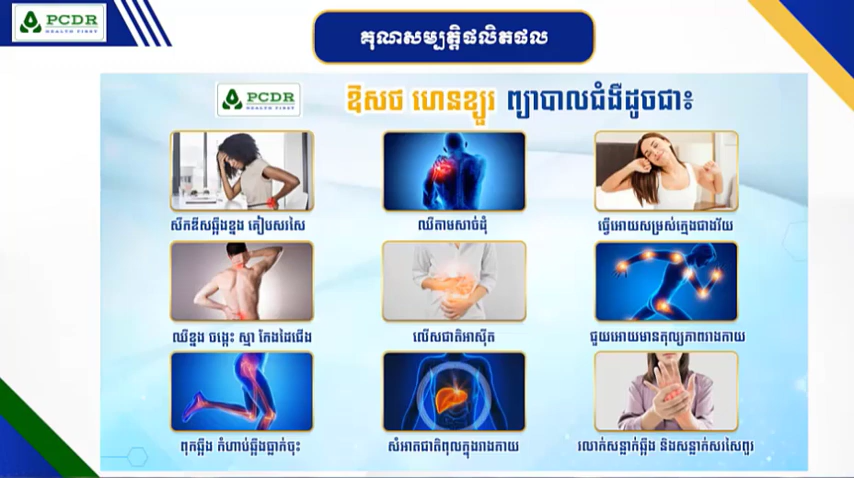 PCDR
HEALTH FIRST
គុណសម្បត្តិផលិតផល
PCDR
HEALTH FIRST
ឱសថ ហេនខ្យួរ ព្យាបាលជំងឺដូចជា៖
សឹកឌីសឆ្អឹងខ្នង គៀបសរសៃ
ឈឺតាមសាច់ដុំ
ធ្វើអោយសម្រស់ក្មេងជាងវ័យ
ឈឺខ្នង ចង្កេះ ស្មា កែងដៃជើង
លើសជាតិអាស៊ីត
ជួយអោយមានតុល្យភាពរាងកាយ
ពុកឆ្អឹង កំហាប់ឆ្អឹងធ្លាក់ចុះ
សំអាតជាតិពុលក្នុងរាងកាយ
រលាកសន្លាក់ឆ្អឹង និងសន្លាក់សរសៃពួរ